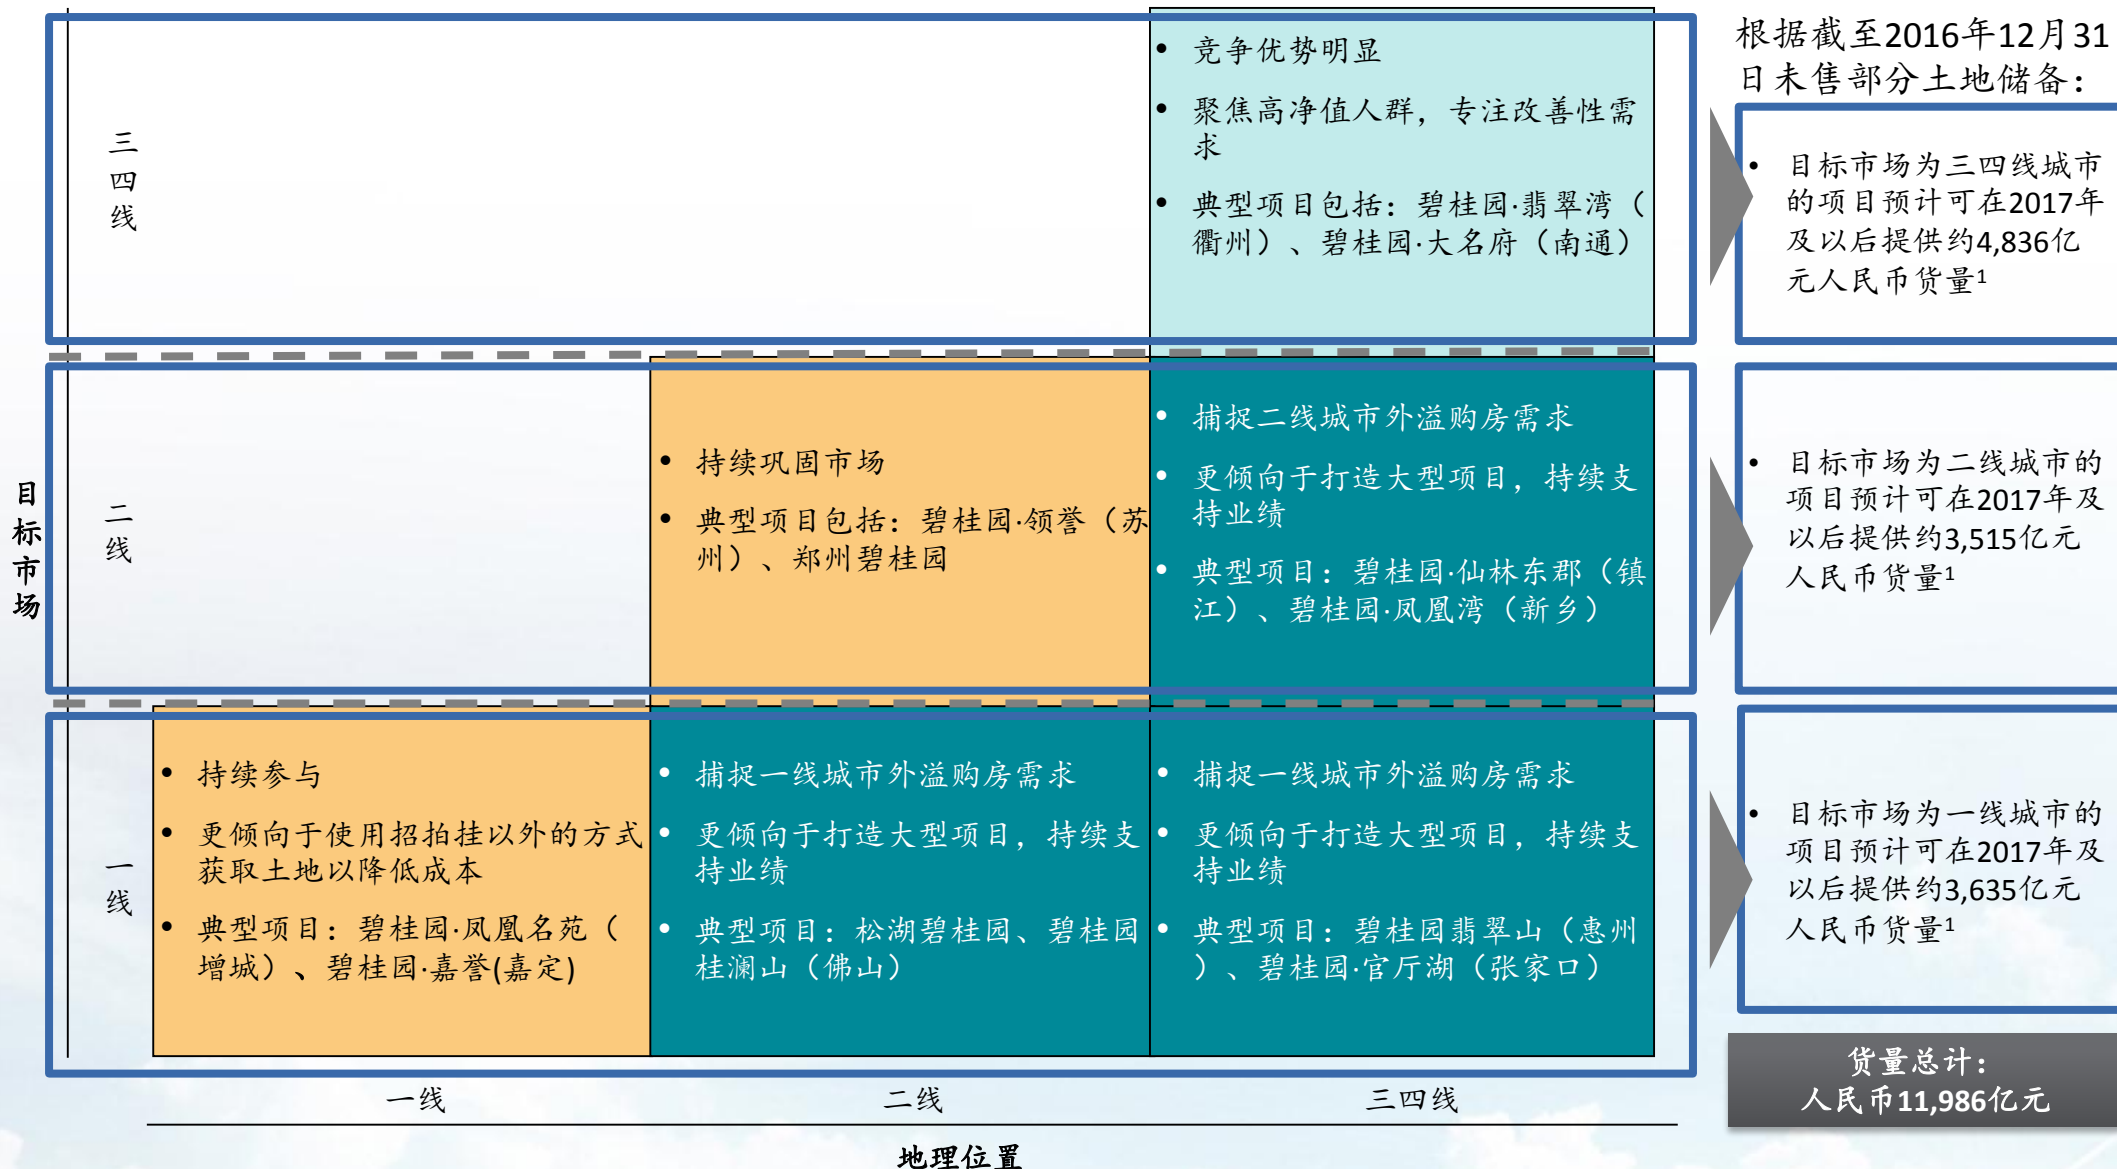 目标市场
三四线
• 竞争优势明显
• 聚焦高净值人群，专注改善性需
求
• 典型项目包括：碧桂园·翡翠湾（
衢州）、碧桂园·大名府（南通）
根据截至2016年12月31
日未售部分土地储备：
• 目标市场为三四线城市
的项目预计可在2017年
及以后提供约4,836亿
元人民币货量1
二线
• 持续巩固市场
• 典型项目包括：碧桂园·领誉（苏
州）、郑州碧桂园
• 捕捉二线城市外溢购房需求
• 更倾向于打造大型项目，持续支
持业绩
• 典型项目：碧桂园·仙林东郡（镇
江）、碧桂园·凤凰湾（新乡）
• 目标市场为二线城市的
项目预计可在2017年及
以后提供约3,515亿元
人民币货量1
一线
• 持续参与
• 更倾向于使用招拍挂以外的方式
获取土地以降低成本
• 典型项目：碧桂园·凤凰名苑（
增城）、碧桂园·嘉誉(嘉定)
• 捕捉一线城市外溢购房需求
• 更倾向于打造大型项目，持续支
持业绩
• 典型项目：松湖碧桂园、碧桂园
桂澜山（佛山）
• 捕捉一线城市外溢购房需求
• 更倾向于打造大型项目，持续支
持业绩
• 典型项目：碧桂园翡翠山（惠州
）、碧桂园·官厅湖（张家口）
• 目标市场为一线城市的
项目预计可在2017年及
以后提供约3,635亿元
人民币货量1
货量总计：
人民币11,986亿元
一线
二线
三四线
地理位置